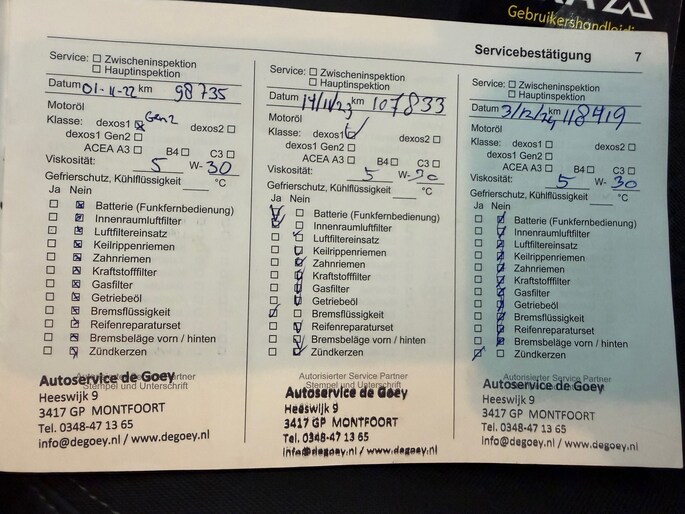 Gebruikershandleidi
Servicebestätigung 7
Service: ☐ Zwischeninspektion
☐ Hauptinspektion
Datum 01-11-22 km 98735
Motoröl
Klasse: dexos1 ☒ Gen2 dexos2 ☐
dexos1 Gen2 ☐
ACEA A3 ☐ B4 ☐ C3 ☐
Viskosität: 5 W- 30
Gefrierschutz, Kühlflüssigkeit ____ °C
Ja Nein
☐ ☒ Batterie (Funkfernbedienung)
☐ ☒ Innenraumluftfilter
☐ ☒ Luftfiltereinsatz
☐ ☒ Keilrippenriemen
☐ ☒ Zahnriemen
☐ ☒ Kraftstofffilter
☐ ☒ Gasfilter
☐ ☒ Getriebeöl
☐ ☒ Bremsflüssigkeit
☐ ☒ Reifenreparaturset
☐ ☒ Bremsbeläge vorn / hinten
☐ ☒ Zündkerzen
Autorisierter Service Partner
Stempel und Unterschrift
Autoservice de Goey
Heeswijk 9
3417 GP MONTFOORT
Tel. 0348-47 13 65
info@degoey.nl / www.degoey.nl
Service: ☐ Zwischeninspektion
☐ Hauptinspektion
Datum 14/11/23 km 107833
Motoröl
Klasse: dexos1 ☑ dexos2 ☐
dexos1 Gen2 ☐
ACEA A3 ☐ B4 ☐ C3 ☐
Viskosität: 5 W-
Gefrierschutz, Kühlflüssigkeit ____ °C
Ja Nein
☑ ☐ Batterie (Funkfernbedienung)
☑ ☐ Innenraumluftfilter
☐ ☑ Luftfiltereinsatz
☐ ☑ Keilrippenriemen
☐ ☑ Zahnriemen
☐ ☑ Kraftstofffilter
☐ ☑ Gasfilter
☐ ☑ Getriebeöl
☑ ☐ Bremsflüssigkeit
☐ ☑ Reifenreparaturset
☐ ☑ Bremsbeläge vorn / hinten
☐ ☑ Zündkerzen
Autorisierter Service Partner
Stempel und Unterschrift
Autoservice de Goey
Heeswijk 9
3417 GP MONTFOORT
Tel. 0348-47 13 65
info@degoey.nl / www.degoey.nl
Service: ☐ Zwischeninspektion
☐ Hauptinspektion
Datum 3/12/24 km 118419
Motoröl
Klasse: dexos1 ☐ dexos2 ☐
dexos1 Gen2 ☐
ACEA A3 ☐ B4 ☐ C3 ☐
Viskosität: 5 W- 30
Gefrierschutz, Kühlflüssigkeit ____ °C
Ja Nein
☐ ☑ Batterie (Funkfernbedienung)
☐ ☑ Innenraumluftfilter
☐ ☑ Luftfiltereinsatz
☐ ☑ Keilrippenriemen
☐ ☑ Zahnriemen
☐ ☑ Kraftstofffilter
☐ ☑ Gasfilter
☐ ☑ Getriebeöl
☐ ☑ Bremsflüssigkeit
☐ ☑ Reifenreparaturset
☐ ☑ Bremsbeläge vorn / hinten
☑ ☐ Zündkerzen
Autorisierter Service Partner
Stempel und Unterschrift
Autoservice de Goey
Heeswijk 9
3417 GP MONTFOORT
Tel. 0348-47 13 65
info@degoey.nl / www.degoey.nl